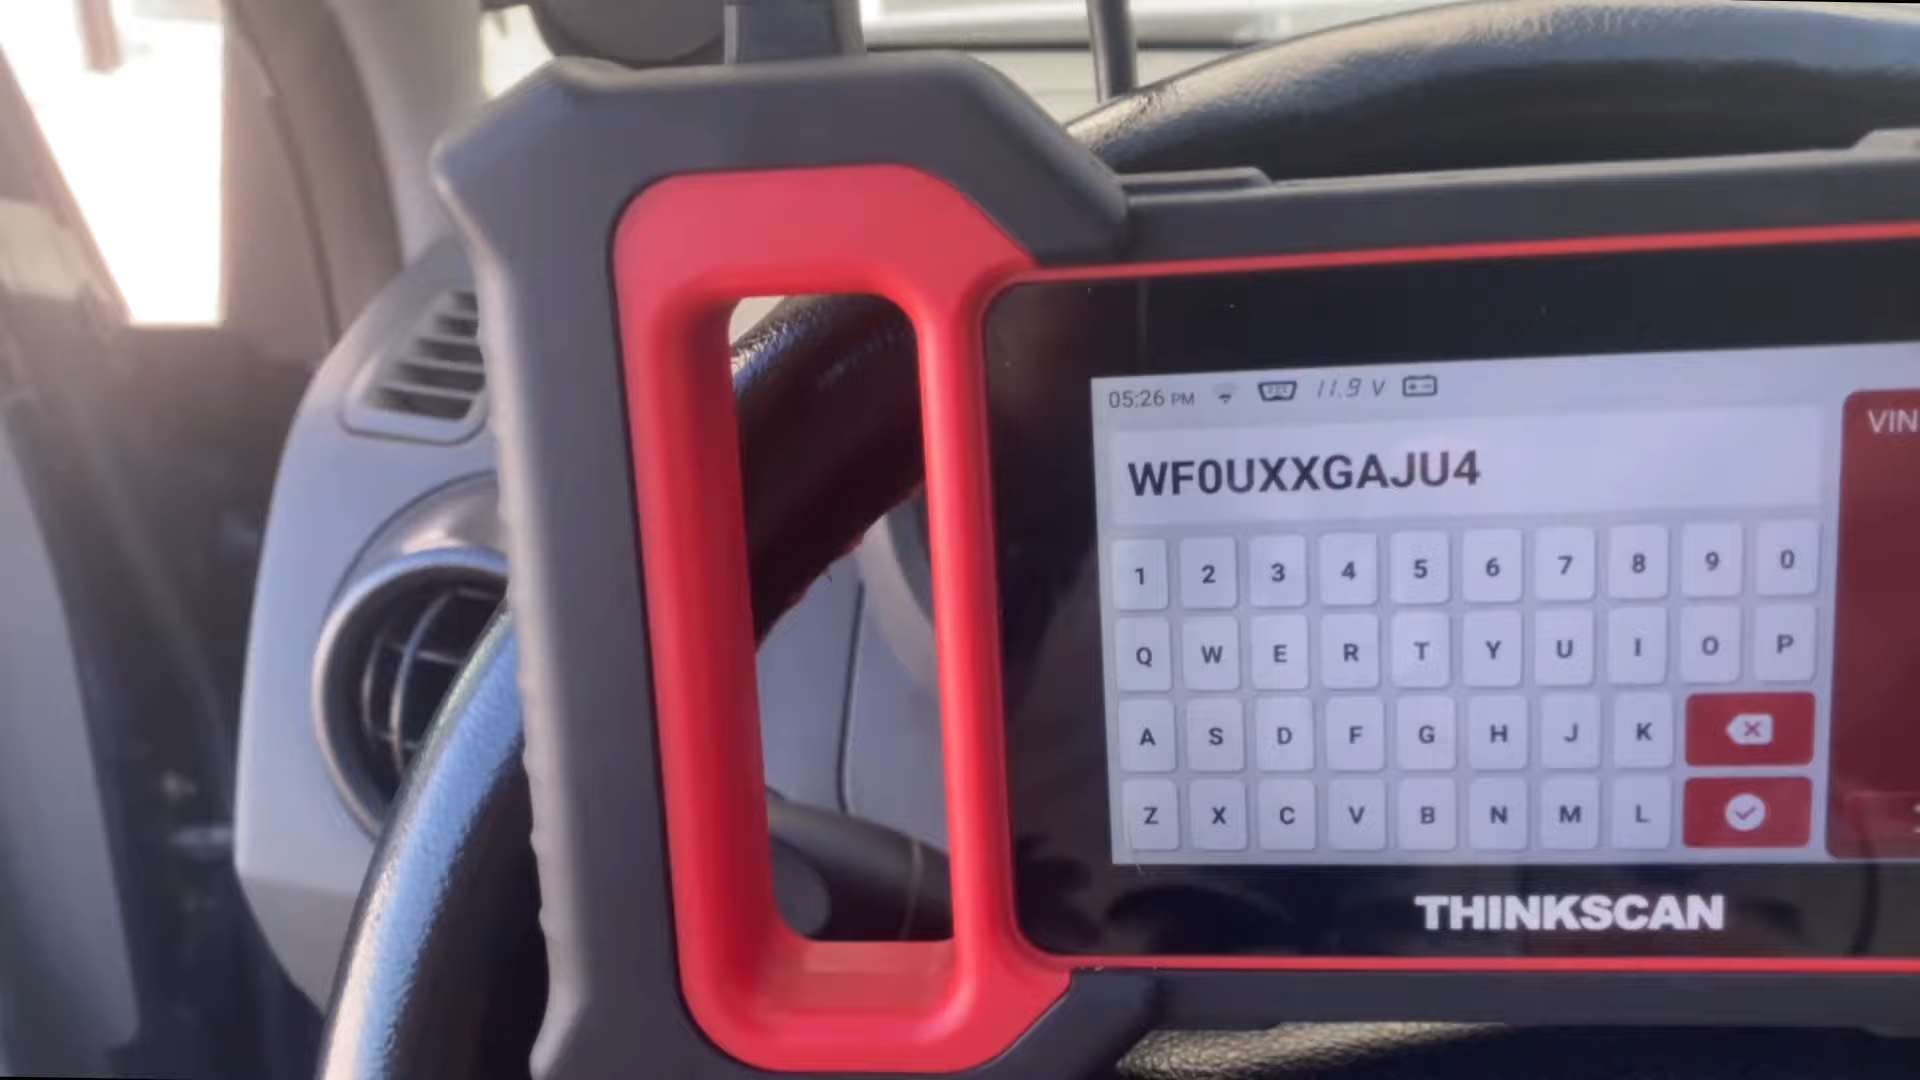 05:26 PM 11.9 V
VIN
WF0UXXGAJU4
1 2 3 4 5 6 7 8 9 0
Q W E R T Y U I O P
A S D F G H J K
Z X C V B N M L
THINKSCAN